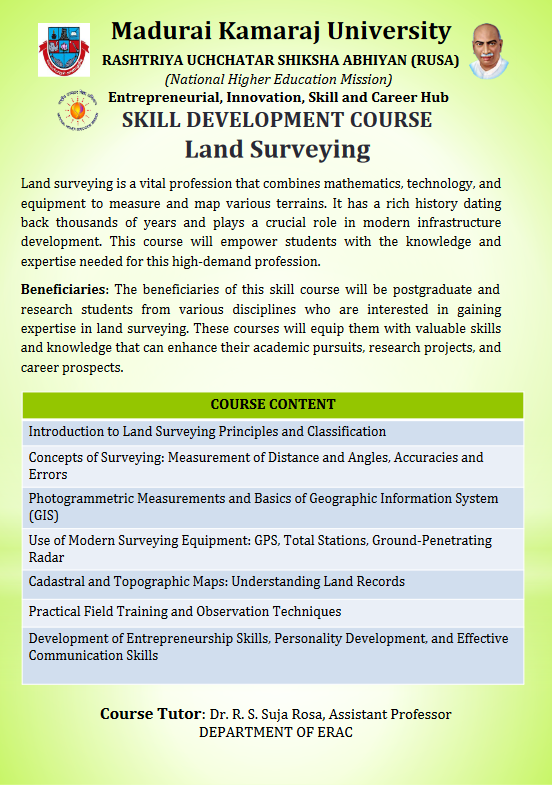 Madurai Kamaraj University
RASHTRIYA UCHCHATAR SHIKSHA ABHIYAN (RUSA)
(National Higher Education Mission)
Entrepreneurial, Innovation, Skill and Career Hub
SKILL DEVELOPMENT COURSE
Land Surveying
Land surveying is a vital profession that combines mathematics, technology, and
equipment to measure and map various terrains. It has a rich history dating
back thousands of years and plays a crucial role in modern infrastructure
development. This course will empower students with the knowledge and
expertise needed for this high-demand profession.
Beneficiaries: The beneficiaries of this skill course will be postgraduate and
research students from various disciplines who are interested in gaining
expertise in land surveying. These courses will equip them with valuable skills
and knowledge that can enhance their academic pursuits, research projects, and
career prospects.
COURSE CONTENT
Introduction to Land Surveying Principles and Classification
Concepts of Surveying: Measurement of Distance and Angles, Accuracies and
Errors
Photogrammetric Measurements and Basics of Geographic Information System
(GIS)
Use of Modern Surveying Equipment: GPS, Total Stations, Ground-Penetrating
Radar
Cadastral and Topographic Maps: Understanding Land Records
Practical Field Training and Observation Techniques
Development of Entrepreneurship Skills, Personality Development, and Effective
Communication Skills
Course Tutor: Dr. R. S. Suja Rosa, Assistant Professor
DEPARTMENT OF ERAC